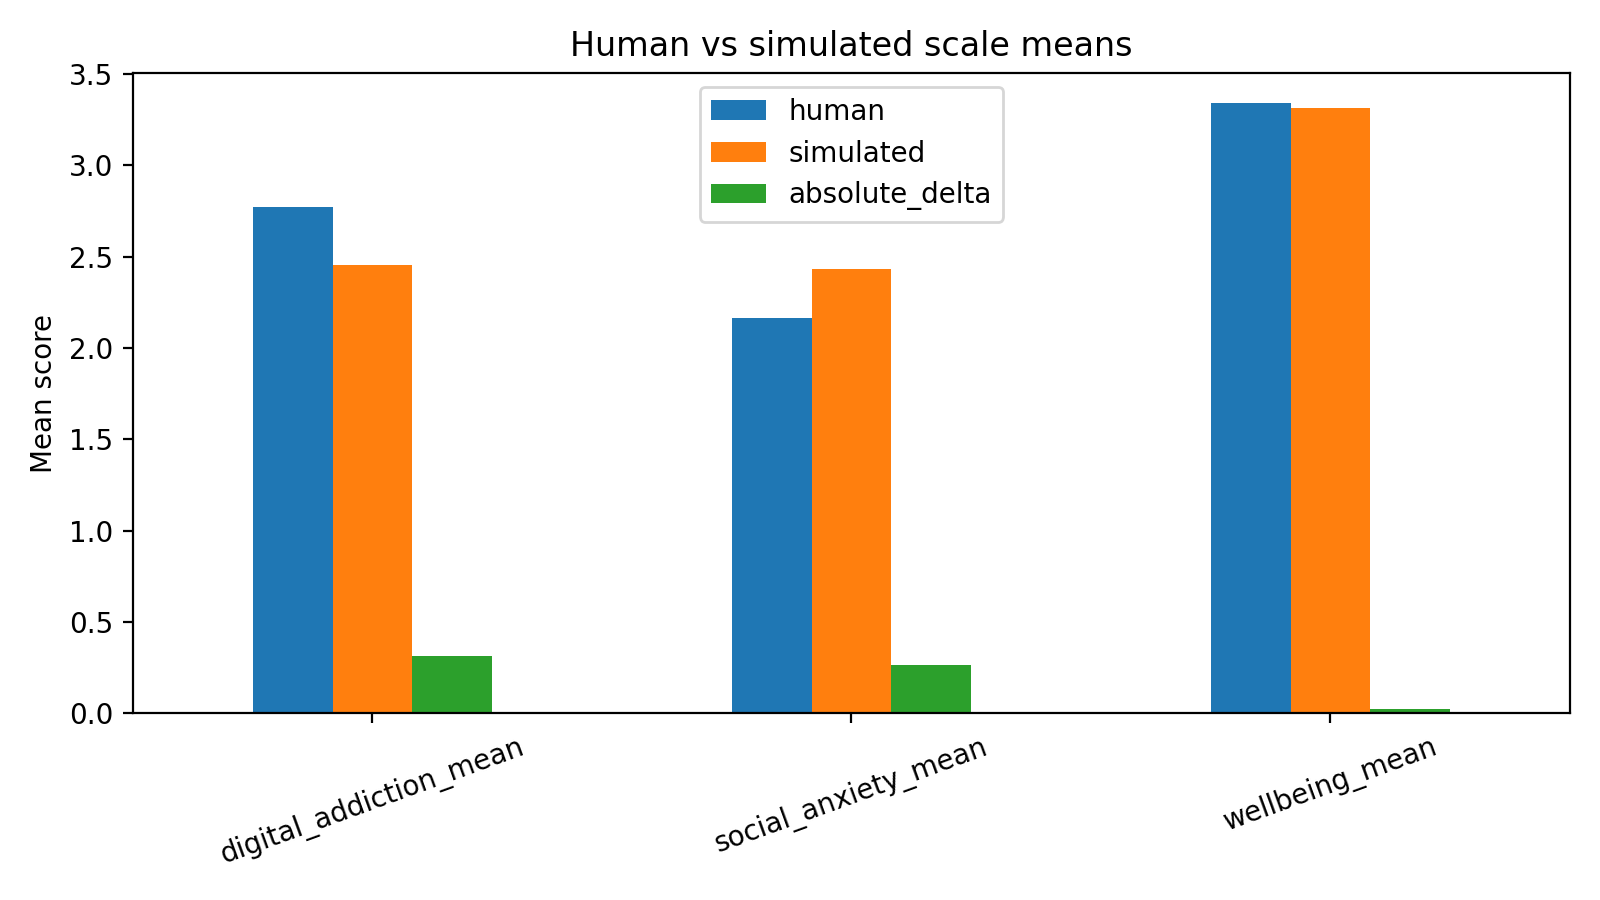 Human vs simulated scale means
3.5
3.0
2.5
2.0
1.5
1.0
0.5
0.0
Mean score
human
simulated
absolute_delta
digital_addiction_mean
social_anxiety_mean
wellbeing_mean